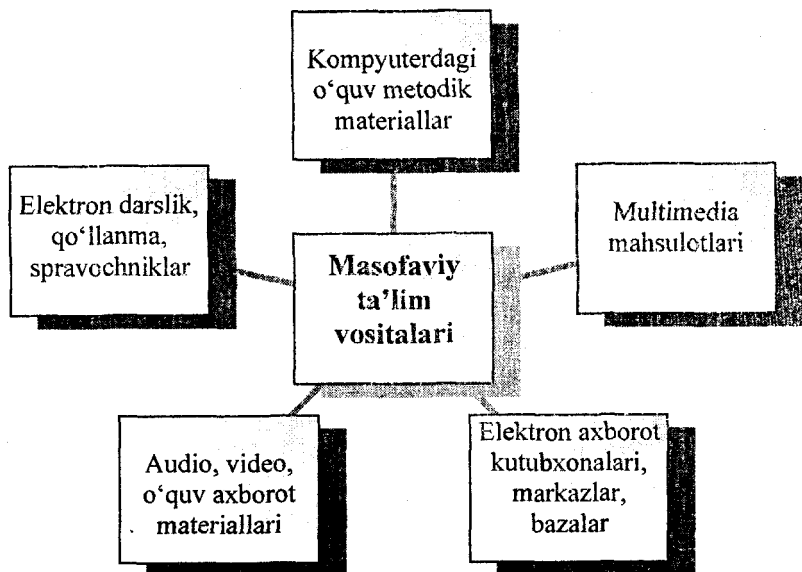 Kompyuterdagi
o‘quv metodik
materiallar
Elektron darslik,
qo‘llanma,
spravochniklar
Multimedia
mahsulotlari
Masofaviy
ta’lim
vositalari
Audio, video,
o‘quv axborot
materiallari
Elektron axborot
kutubxonalari,
markazlar,
bazalar